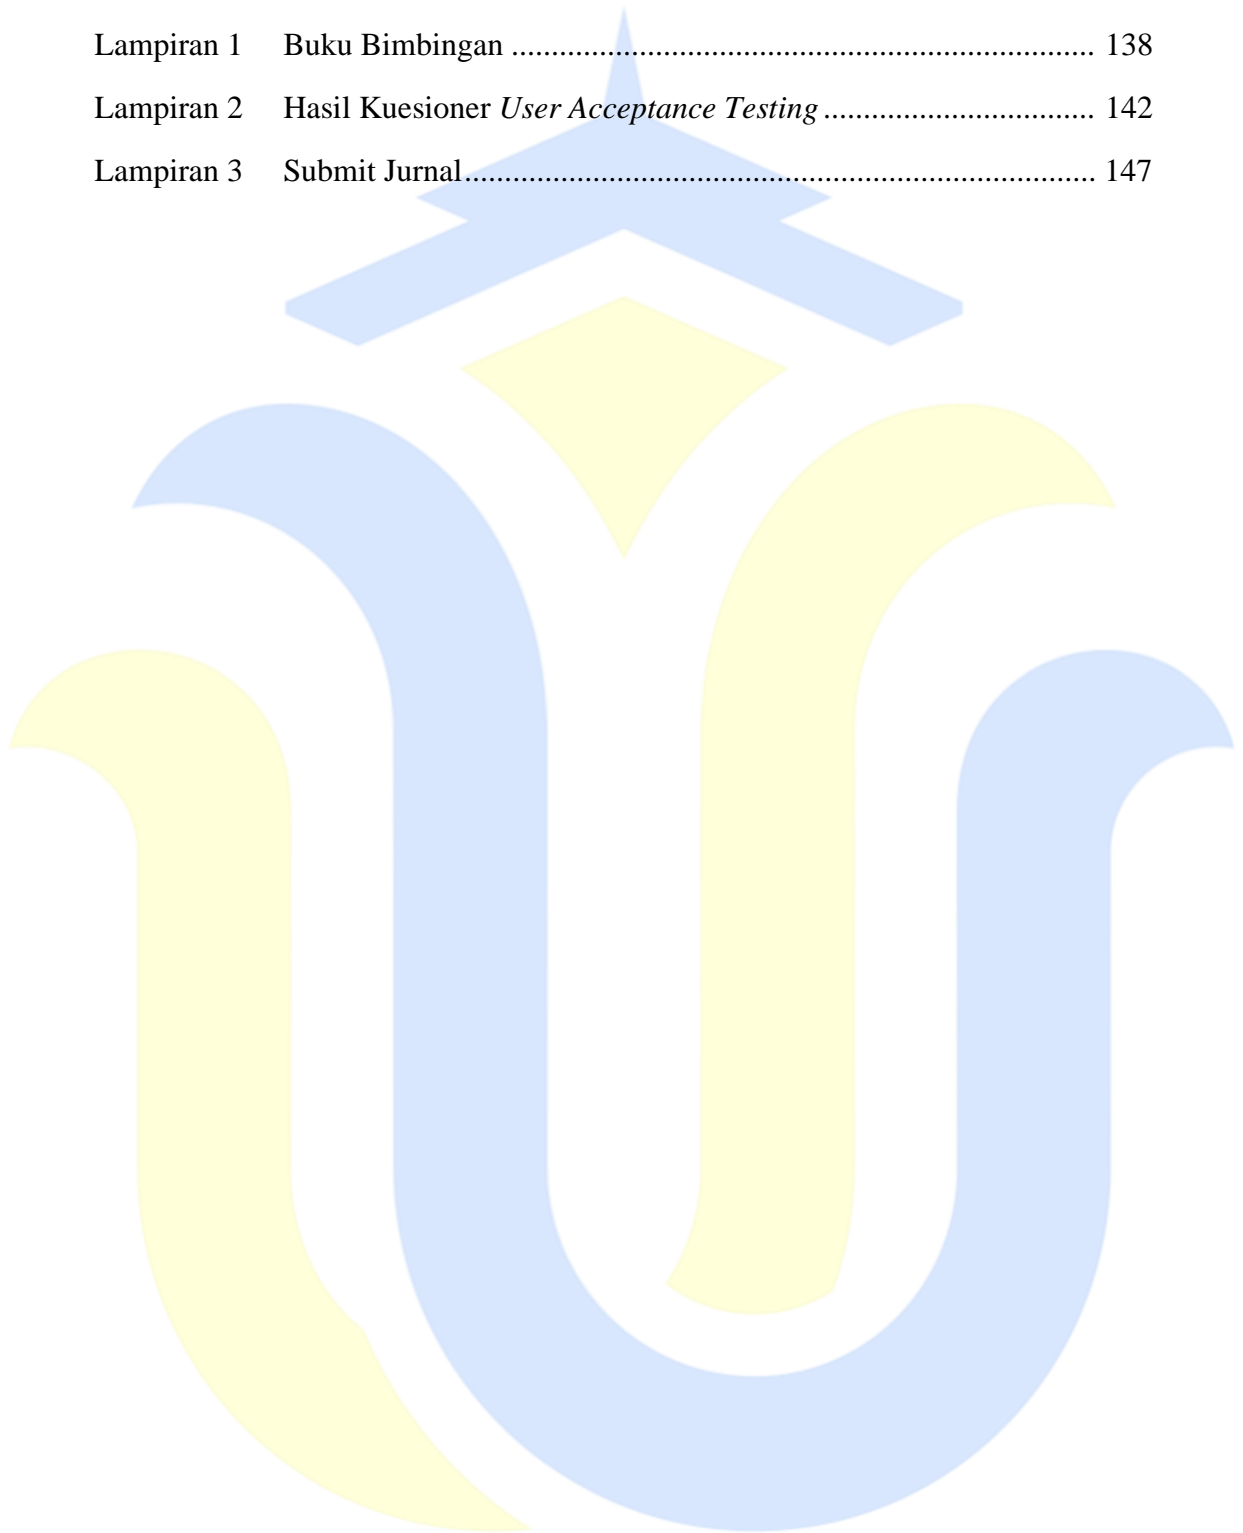 Lampiran 1 Buku Bimbingan ........................................................................ 138
Lampiran 2 Hasil Kuesioner User Acceptance Testing .................................. 142
Lampiran 3 Submit Jurnal.............................................................................. 147